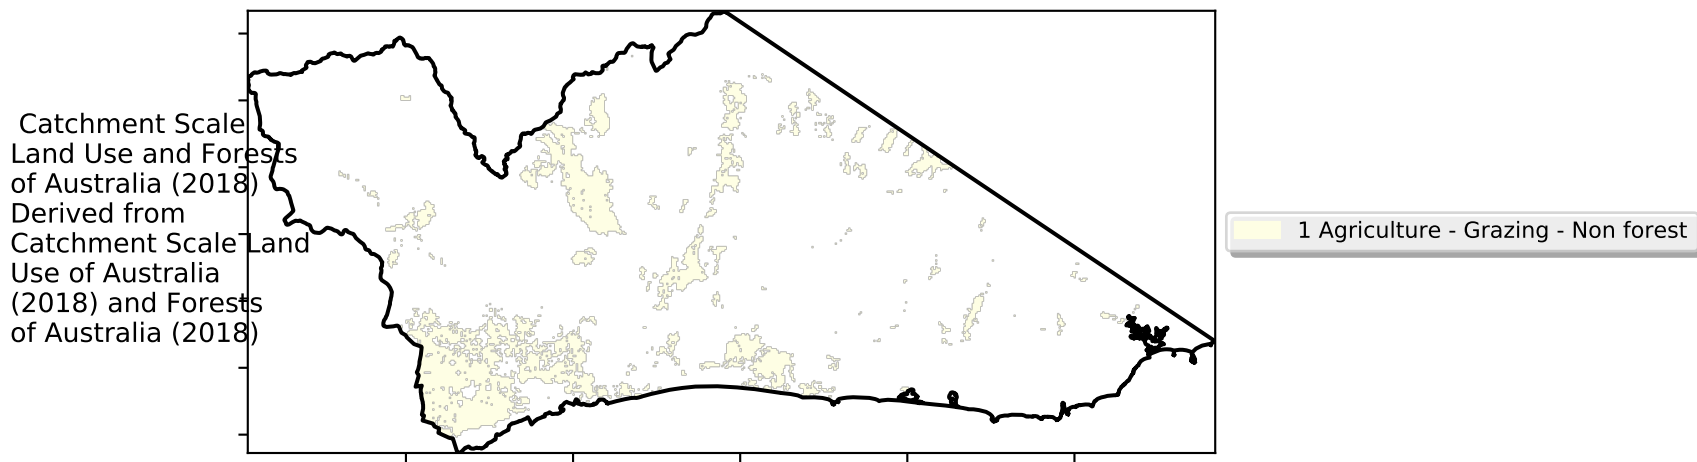 Catchment Scale
Land Use and Forests
of Australia (2018)
Derived from
Catchment Scale Land
Use of Australia
(2018) and Forests
of Australia (2018)
1 Agriculture - Grazing - Non forest